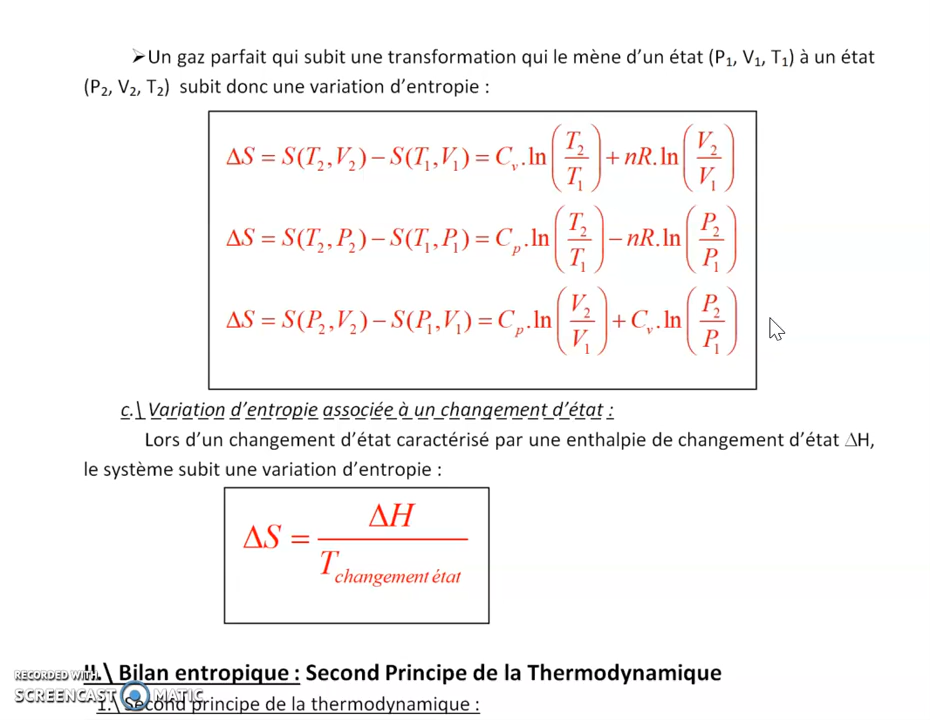 ➢Un gaz parfait qui subit une transformation qui le mène d'un état (P₁, V₁, T₁) à un état
(P₂, V₂, T₂) subit donc une variation d'entropie :
ΔS = S(T₂,V₂) − S(T₁,V₁) = Cᵥ.ln(T₂/T₁) + nR.ln(V₂/V₁)
ΔS = S(T₂,P₂) − S(T₁,P₁) = Cₚ.ln(T₂/T₁) − nR.ln(P₂/P₁)
ΔS = S(P₂,V₂) − S(P₁,V₁) = Cₚ.ln(V₂/V₁) + Cᵥ.ln(P₂/P₁)
c.\ Variation d'entropie associée à un changement d'état :
Lors d'un changement d'état caractérisé par une enthalpie de changement d'état ΔH,
le système subit une variation d'entropie :
ΔS = ΔH / T changement état
II.\ Bilan entropique : Second Principe de la Thermodynamique
1.\ Second principe de la thermodynamique :
RECORDED WITH
SCREENCAST MATIC